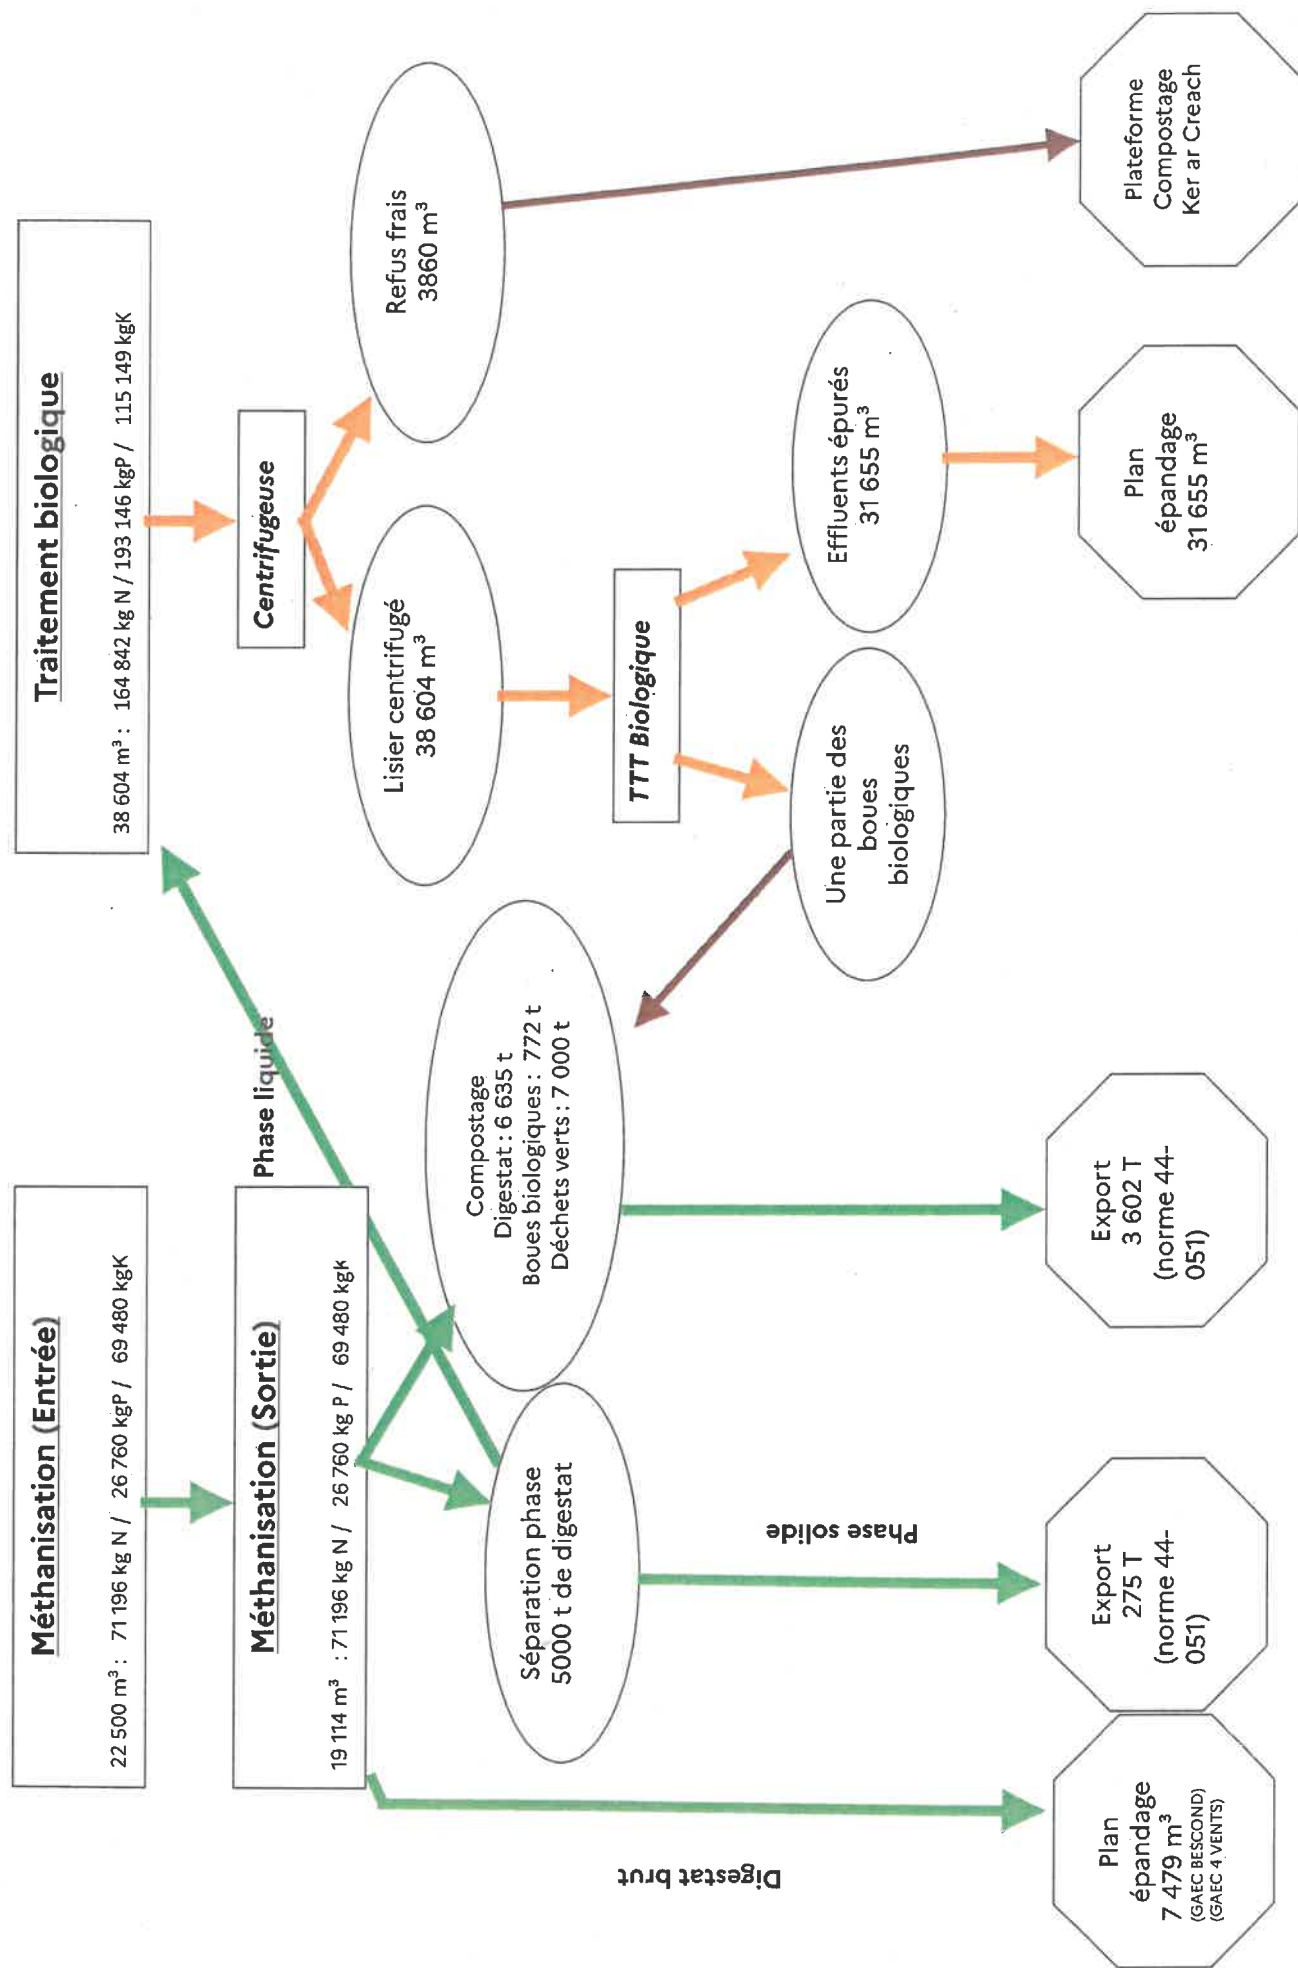 Méthanisation (Entrée)
22 500 m³ : 71 196 kg N / 26 760 kgP / 69 480 kgK
Méthanisation (Sortie)
19 114 m³ : 71 196 kg N / 26 760 kg P / 69 480 kgK
Traitement biologique
38 604 m³ : 164 842 kg N / 193 146 kgP / 115 149 kgK
Phase liquide
Centrifugeuse
Lisier centrifugé
38 604 m³
Refus frais
3860 m³
Séparation phase
5000 t de digestat
Compostage
Digestat : 6 635 t
Boues biologiques : 772 t
Déchets verts : 7 000 t
TTT Biologique
Une partie des
boues
biologiques
Effluents épurés
31 655 m³
Digestat brut
Phase solide
Plan
épandage
7 479 m³
(GAEC BESCOND)
(GAEC 4 VENTS)
Export
275 T
(norme 44-
051)
Export
3 602 T
(norme 44-
051)
Plan
épandage
31 655 m³
Plateforme
Compostage
Ker ar Creach